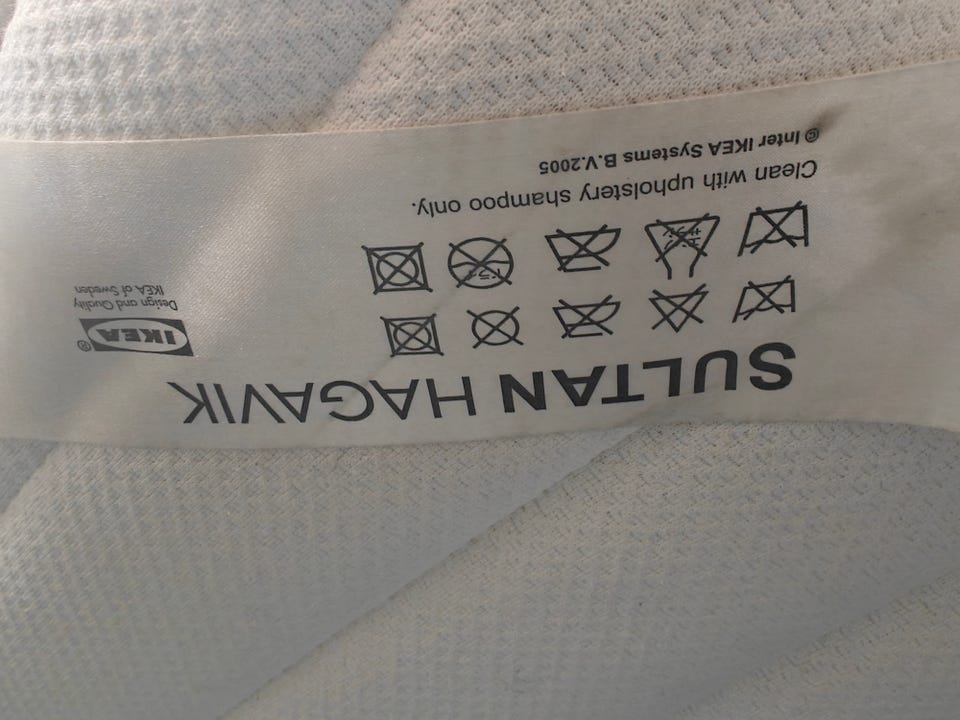 SULTAN HAGAVIK
Clean with upholstery shampoo only.
© Inter IKEA Systems B.V.2005
IKEA®
Design and Quality
IKEA of Sweden